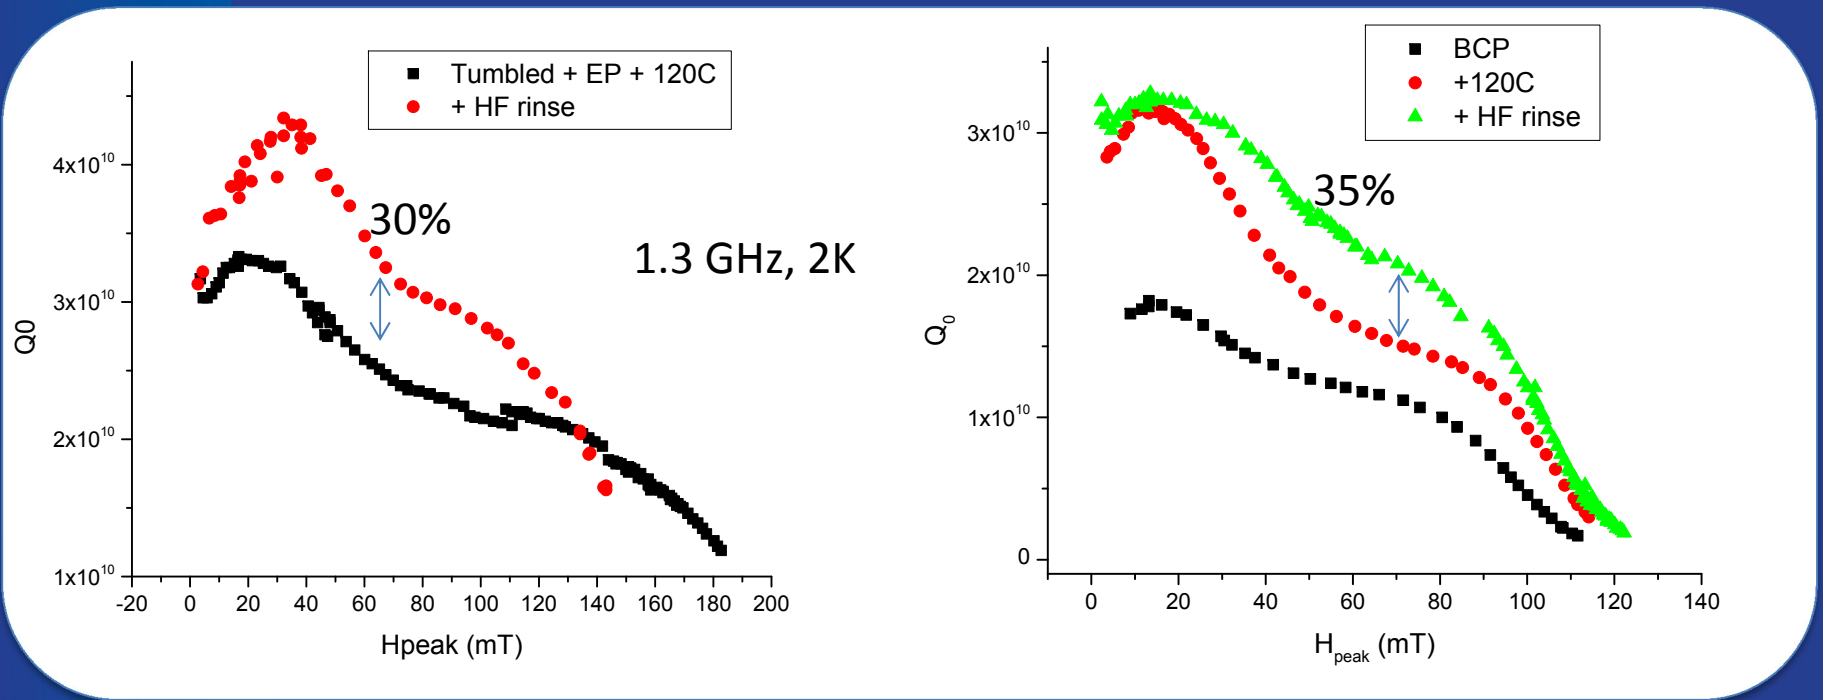 Tumbled + EP + 120C
+ HF rinse
30%
1.3 GHz, 2K
4x10¹⁰
3x10¹⁰
2x10¹⁰
1x10¹⁰
Q0
-20 0 20 40 60 80 100 120 140 160 180 200
Hpeak (mT)
BCP
+120C
+ HF rinse
35%
3x10¹⁰
2x10¹⁰
1x10¹⁰
0
Q₀
0 20 40 60 80 100 120 140
H_peak (mT)